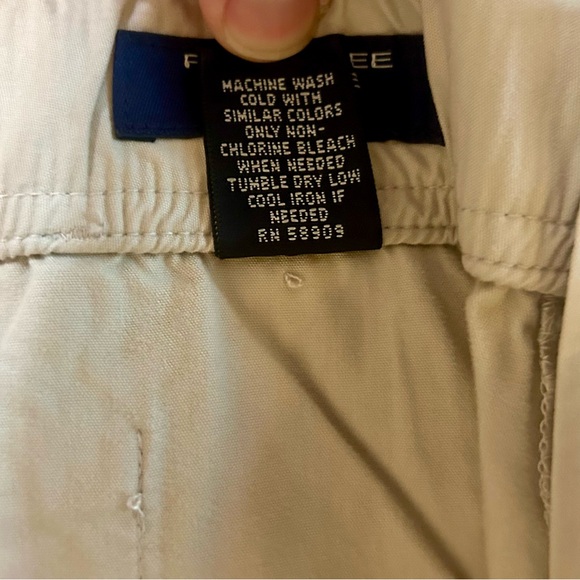 F EE
MACHINE WASH
COLD WITH
SIMILAR COLORS
ONLY NON-
CHLORINE BLEACH
WHEN NEEDED
TUMBLE DRY LOW
COOL IRON IF
NEEDED
RN 58909